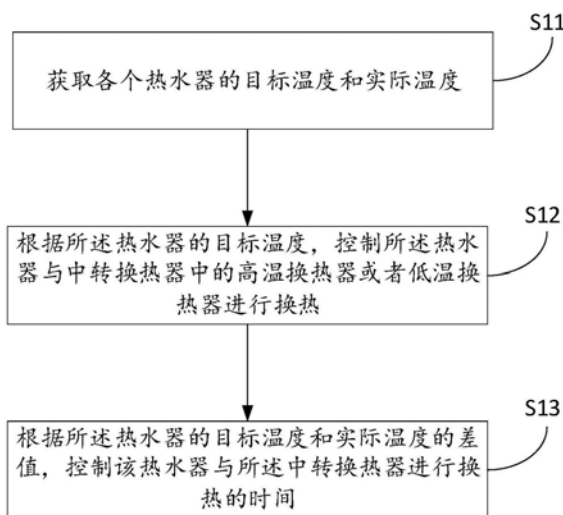 S11
获取各个热水器的目标温度和实际温度
S12
根据所述热水器的目标温度，控制所述热水
器与中转换热器中的高温换热器或者低温换
热器进行换热
S13
根据所述热水器的目标温度和实际温度的差
值，控制该热水器与所述中转换热器进行换
热的时间